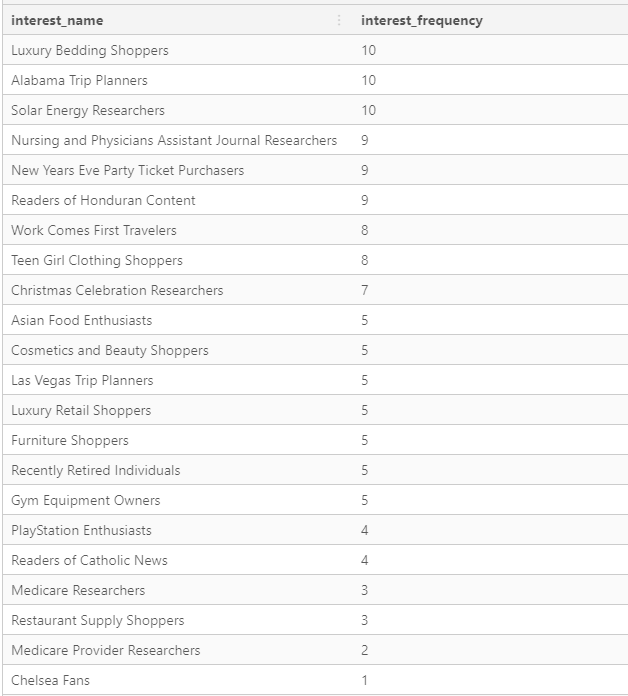 interest_name interest_frequency
Luxury Bedding Shoppers 10
Alabama Trip Planners 10
Solar Energy Researchers 10
Nursing and Physicians Assistant Journal Researchers 9
New Years Eve Party Ticket Purchasers 9
Readers of Honduran Content 9
Work Comes First Travelers 8
Teen Girl Clothing Shoppers 8
Christmas Celebration Researchers 7
Asian Food Enthusiasts 5
Cosmetics and Beauty Shoppers 5
Las Vegas Trip Planners 5
Luxury Retail Shoppers 5
Furniture Shoppers 5
Recently Retired Individuals 5
Gym Equipment Owners 5
PlayStation Enthusiasts 4
Readers of Catholic News 4
Medicare Researchers 3
Restaurant Supply Shoppers 3
Medicare Provider Researchers 2
Chelsea Fans 1